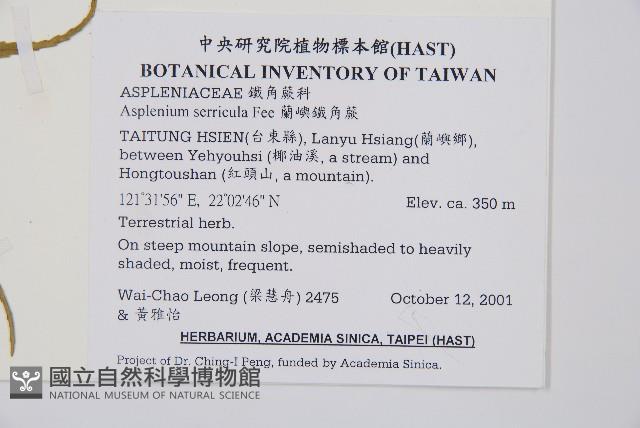 中央研究院植物標本館(HAST)
BOTANICAL INVENTORY OF TAIWAN
ASPLENIACEAE 鐵角蕨科
Asplenium serricula Fee 蘭嶼鐵角蕨
TAITUNG HSIEN(台東縣), Lanyu Hsiang(蘭嶼鄉),
between Yehyouhsi (椰油溪, a stream) and
Hongtoushan (紅頭山, a mountain).
121°31'56" E, 22°02'46" N Elev. ca. 350 m
Terrestrial herb.
On steep mountain slope, semishaded to heavily
shaded, moist, frequent.
Wai-Chao Leong (梁慧舟) 2475 October 12, 2001
& 黃雅怡
HERBARIUM, ACADEMIA SINICA, TAIPEI (HAST)
Project of Dr. Ching-I Peng, funded by Academia Sinica.
國立自然科學博物館
NATIONAL MUSEUM OF NATURAL SCIENCE